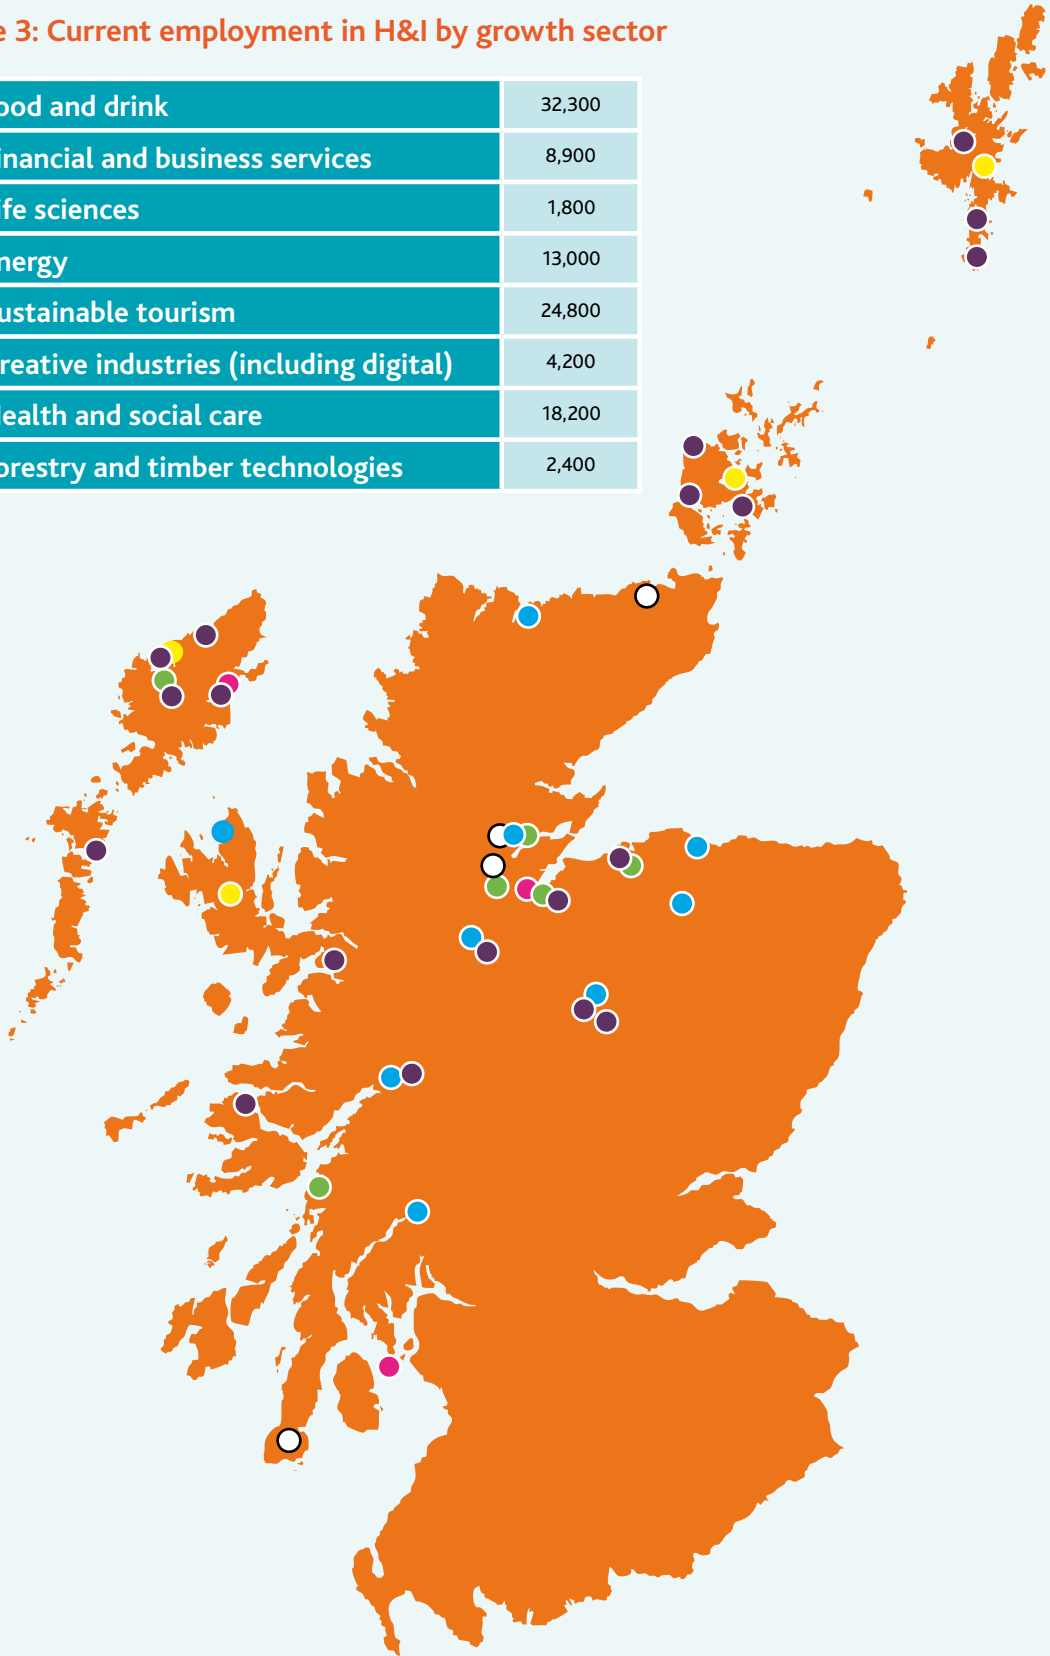 e 3: Current employment in H&I by growth sector
ood and drink 32,300
inancial and business services 8,900
ife sciences 1,800
nergy 13,000
ustainable tourism 24,800
reative industries (including digital) 4,200
ealth and social care 18,200
orestry and timber technologies 2,400